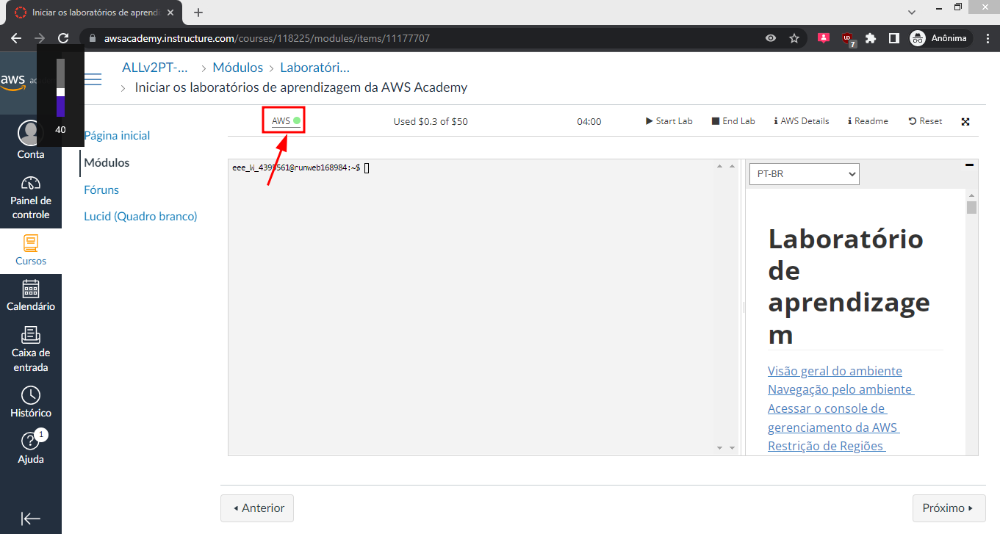 Iniciar os laboratórios de aprendi
awsacademy.instructure.com/courses/118225/modules/items/11177707
7
Anônima
aws
40
Conta
Painel de
controle
Cursos
Calendário
Caixa de
entrada
Histórico
1
Ajuda
ALLv2PT-... > Módulos > Laboratóri...
> Iniciar os laboratórios de aprendizagem da AWS Academy
Página inicial
Módulos
Fóruns
Lucid (Quadro branco)
AWS Used $0.3 of $50 04:00 Start Lab End Lab AWS Details Readme Reset
eee_W_4395561@runweb168984:~$
PT-BR
Laboratório
de
aprendizage
m
Visão geral do ambiente
Navegação pelo ambiente
Acessar o console de
gerenciamento da AWS
Restrição de Regiões
Anterior
Próximo